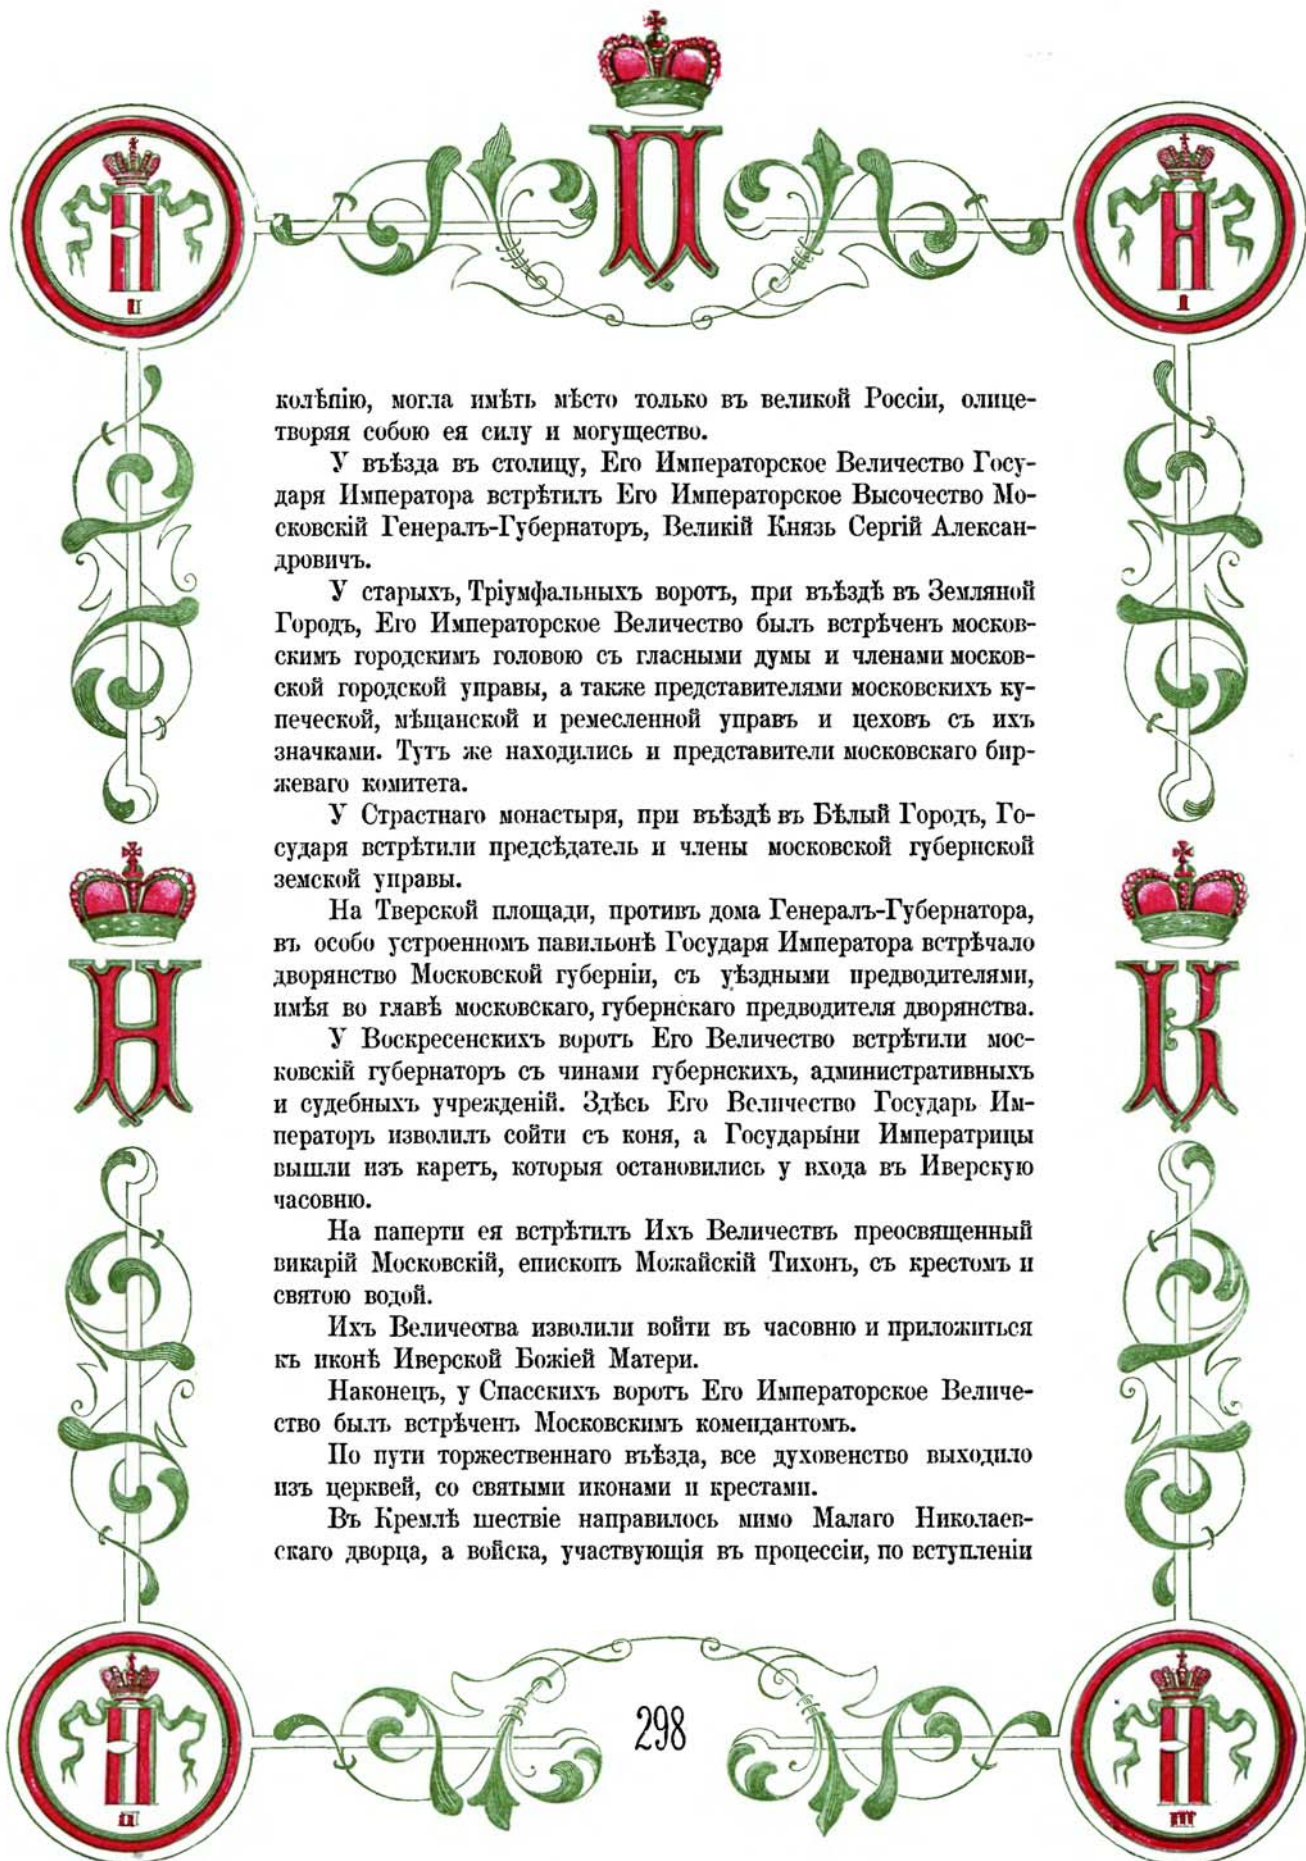 П
Н
II
Н
I
колѣпію, могла имѣть мѣсто только въ великой Россіи, олице-
творяя собою ея силу и могущество.
У въѣзда въ столицу, Его Императорское Величество Госу-
даря Императора встрѣтилъ Его Императорское Высочество Мо-
сковскій Генералъ-Губернаторъ, Великій Князь Сергій Алексан-
дровичъ.
У старыхъ, Тріумфальныхъ воротъ, при въѣздѣ въ Земляной
Городъ, Его Императорское Величество былъ встрѣченъ москов-
скимъ городскимъ головою съ гласными думы и членами москов-
ской городской управы, а также представителями московскихъ ку-
печеской, мѣщанской и ремесленной управъ и цеховъ съ ихъ
значками. Тутъ же находились и представители московскаго бир-
жеваго комитета.
У Страстнаго монастыря, при въѣздѣ въ Бѣлый Городъ, Го-
сударя встрѣтили предсѣдатель и члены московской губернской
земской управы.
На Тверской площади, противъ дома Генералъ-Губернатора,
въ особо устроенномъ павильонѣ Государя Императора встрѣчало
дворянство Московской губерніи, съ уѣздными предводителями,
имѣя во главѣ московскаго, губернскаго предводителя дворянства.
У Воскресенскихъ воротъ Его Величество встрѣтили мос-
ковскій губернаторъ съ чинами губернскихъ, административныхъ
и судебныхъ учрежденій. Здѣсь Его Величество Государь Им-
ператоръ изволилъ сойти съ коня, а Государыни Императрицы
вышли изъ каретъ, которыя остановились у входа въ Иверскую
часовню.
На паперти ея встрѣтилъ Ихъ Величествъ преосвященный
викарій Московскій, епископъ Можайскій Тихонъ, съ крестомъ и
святою водой.
Ихъ Величества изволили войти въ часовню и приложиться
къ иконѣ Иверской Божіей Матери.
Наконецъ, у Спасскихъ воротъ Его Императорское Величе-
ство былъ встрѣченъ Московскимъ комендантомъ.
По пути торжественнаго въѣзда, все духовенство выходило
изъ церквей, со святыми иконами и крестами.
Въ Кремлѣ шествіе направилось мимо Малаго Николаев-
скаго дворца, а войска, участвующія въ процессіи, по вступленіи
Н
К
298
Н
II
Н
III